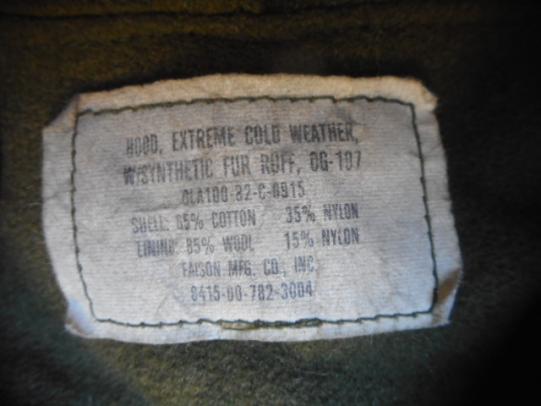 HOOD, EXTREME COLD WEATHER,
W/SYNTHETIC FUR RUFF, OG-107
DLA100-82-C-0915
SHELL: 65% COTTON 35% NYLON
LINING: 85% WOOL 15% NYLON
FAISON MFG. CO., INC.
8415-00-782-3004